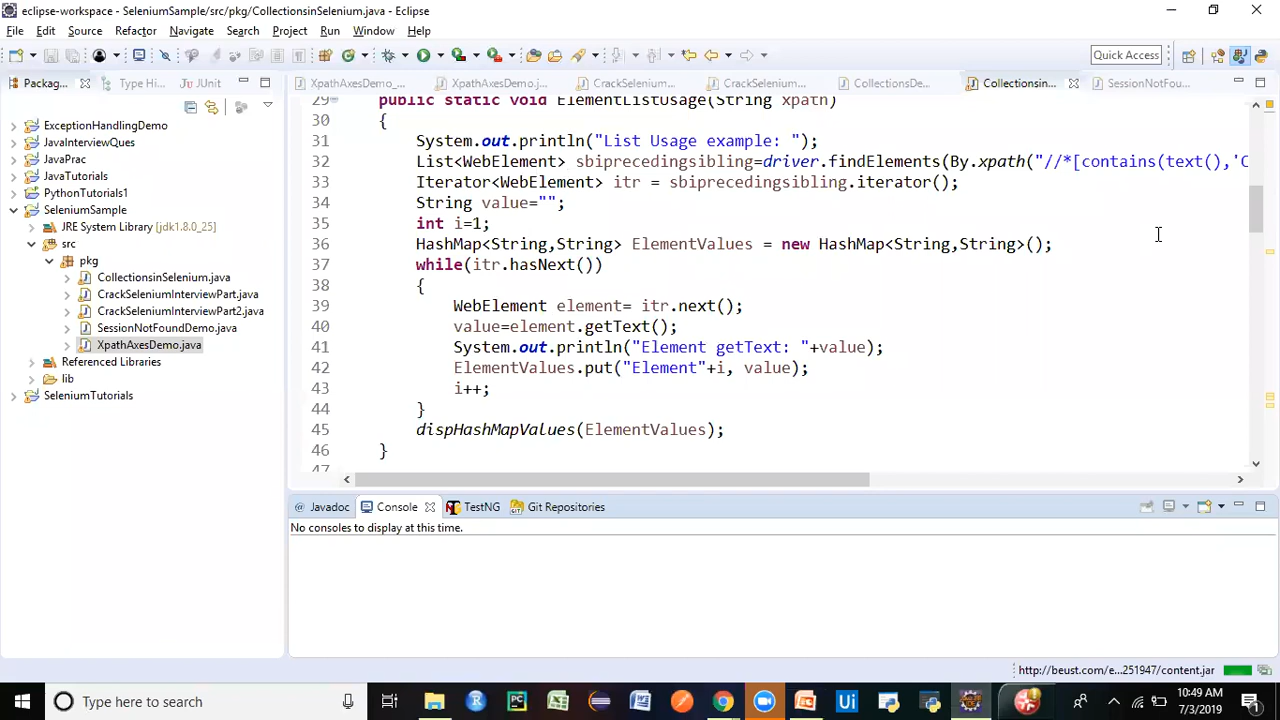 eclipse-workspace - SeleniumSample/src/pkg/CollectionsinSelenium.java - Eclipse
File Edit Source Refactor Navigate Search Project Run Window Help
Quick Access
Packag... Type Hi... JUnit
XpathAxesDemo_... XpathAxesDemo.j... CrackSelenium... CrackSelenium... CollectionsDe... Collectionsin... SessionNotFou...
ExceptionHandlingDemo
JavaInterviewQues
JavaPrac
JavaTutorials
PythonTutorials1
SeleniumSample
JRE System Library [jdk1.8.0_25]
src
pkg
CollectionsinSelenium.java
CrackSeleniumInterviewPart.java
CrackSeleniumInterviewPart2.java
SessionNotFoundDemo.java
XpathAxesDemo.java
Referenced Libraries
lib
SeleniumTutorials
29 public static void ElementListUsage(String xpath)
30 {
31 System.out.println("List Usage example: ");
32 List<WebElement> sbiprecedingsibling=driver.findElements(By.xpath("//*[contains(text(),'C
33 Iterator<WebElement> itr = sbiprecedingsibling.iterator();
34 String value="";
35 int i=1;
36 HashMap<String,String> ElementValues = new HashMap<String,String>();
37 while(itr.hasNext())
38 {
39 WebElement element= itr.next();
40 value=element.getText();
41 System.out.println("Element getText: "+value);
42 ElementValues.put("Element"+i, value);
43 i++;
44 }
45 dispHashMapValues(ElementValues);
46 }
47
@ Javadoc Console TestNG Git Repositories
No consoles to display at this time.
http://beust.com/e...251947/content.jar
Type here to search
10:49 AM
7/3/2019